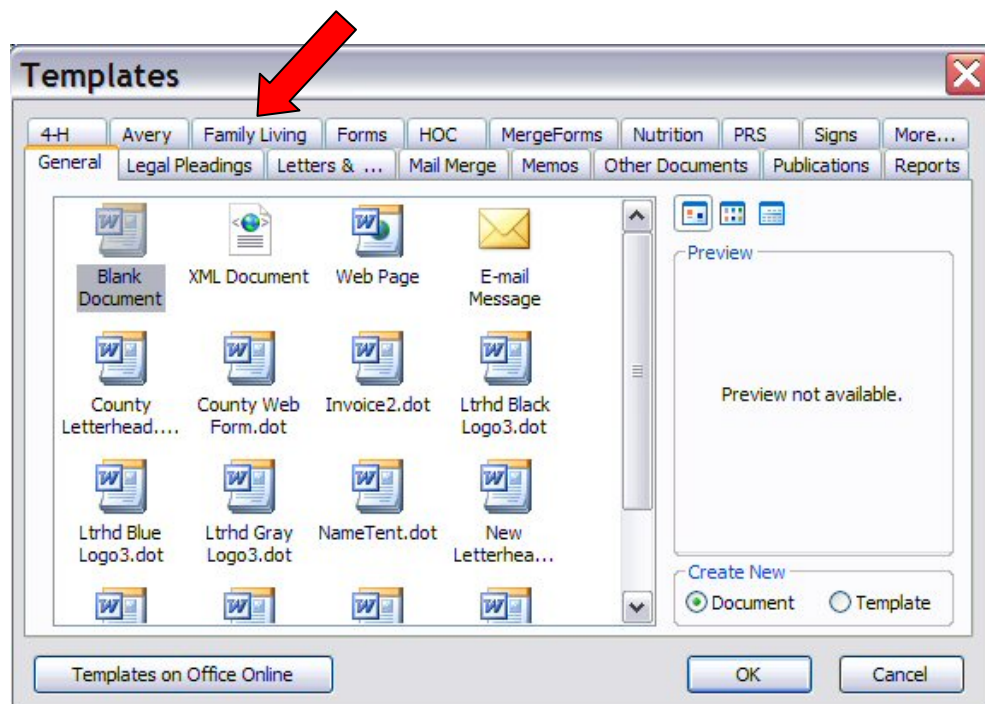 Templates
4-H Avery Family Living Forms HOC MergeForms Nutrition PRS Signs More...
General Legal Pleadings Letters & ... Mail Merge Memos Other Documents Publications Reports
Blank Document
XML Document
Web Page
E-mail Message
County Letterhead....
County Web Form.dot
Invoice2.dot
Ltrhd Black Logo3.dot
Ltrhd Blue Logo3.dot
Ltrhd Gray Logo3.dot
NameTent.dot
New Letterhea...
Preview
Preview not available.
Create New
Document Template
Templates on Office Online OK Cancel